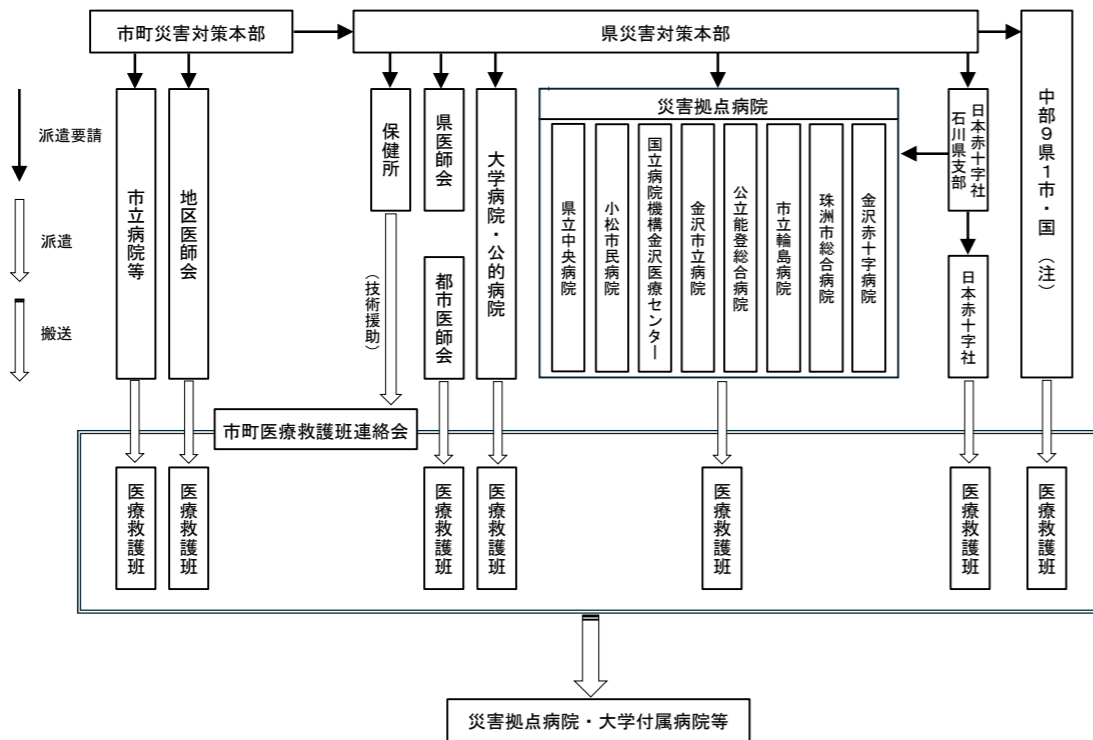 市町災害対策本部
県災害対策本部
派遣要請
派遣
搬送
市立病院等
地区医師会
保健所
(技術援助)
県医師会
都市医師会
大学病院・公的病院
災害拠点病院
県立中央病院
小松市民病院
国立病院機構金沢医療センター
金沢市立病院
公立能登総合病院
市立輪島病院
珠洲市総合病院
金沢赤十字病院
日本赤十字社
石川県支部
日本赤十字社
中部9県1市・国 (注)
市町医療救護班連絡会
医療救護班
医療救護班
医療救護班
医療救護班
医療救護班
医療救護班
医療救護班
災害拠点病院・大学付属病院等